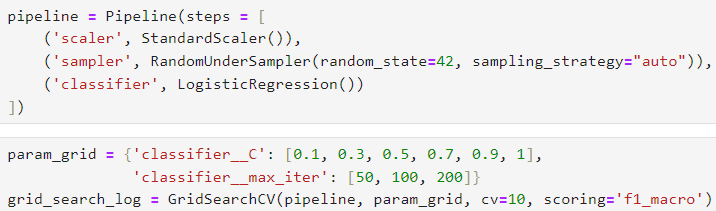 pipeline = Pipeline(steps = [
    ('scaler', StandardScaler()),
    ('sampler', RandomUnderSampler(random_state=42, sampling_strategy="auto")),
    ('classifier', LogisticRegression())
])
param_grid = {'classifier__C': [0.1, 0.3, 0.5, 0.7, 0.9, 1],
              'classifier__max_iter': [50, 100, 200]}
grid_search_log = GridSearchCV(pipeline, param_grid, cv=10, scoring='f1_macro')